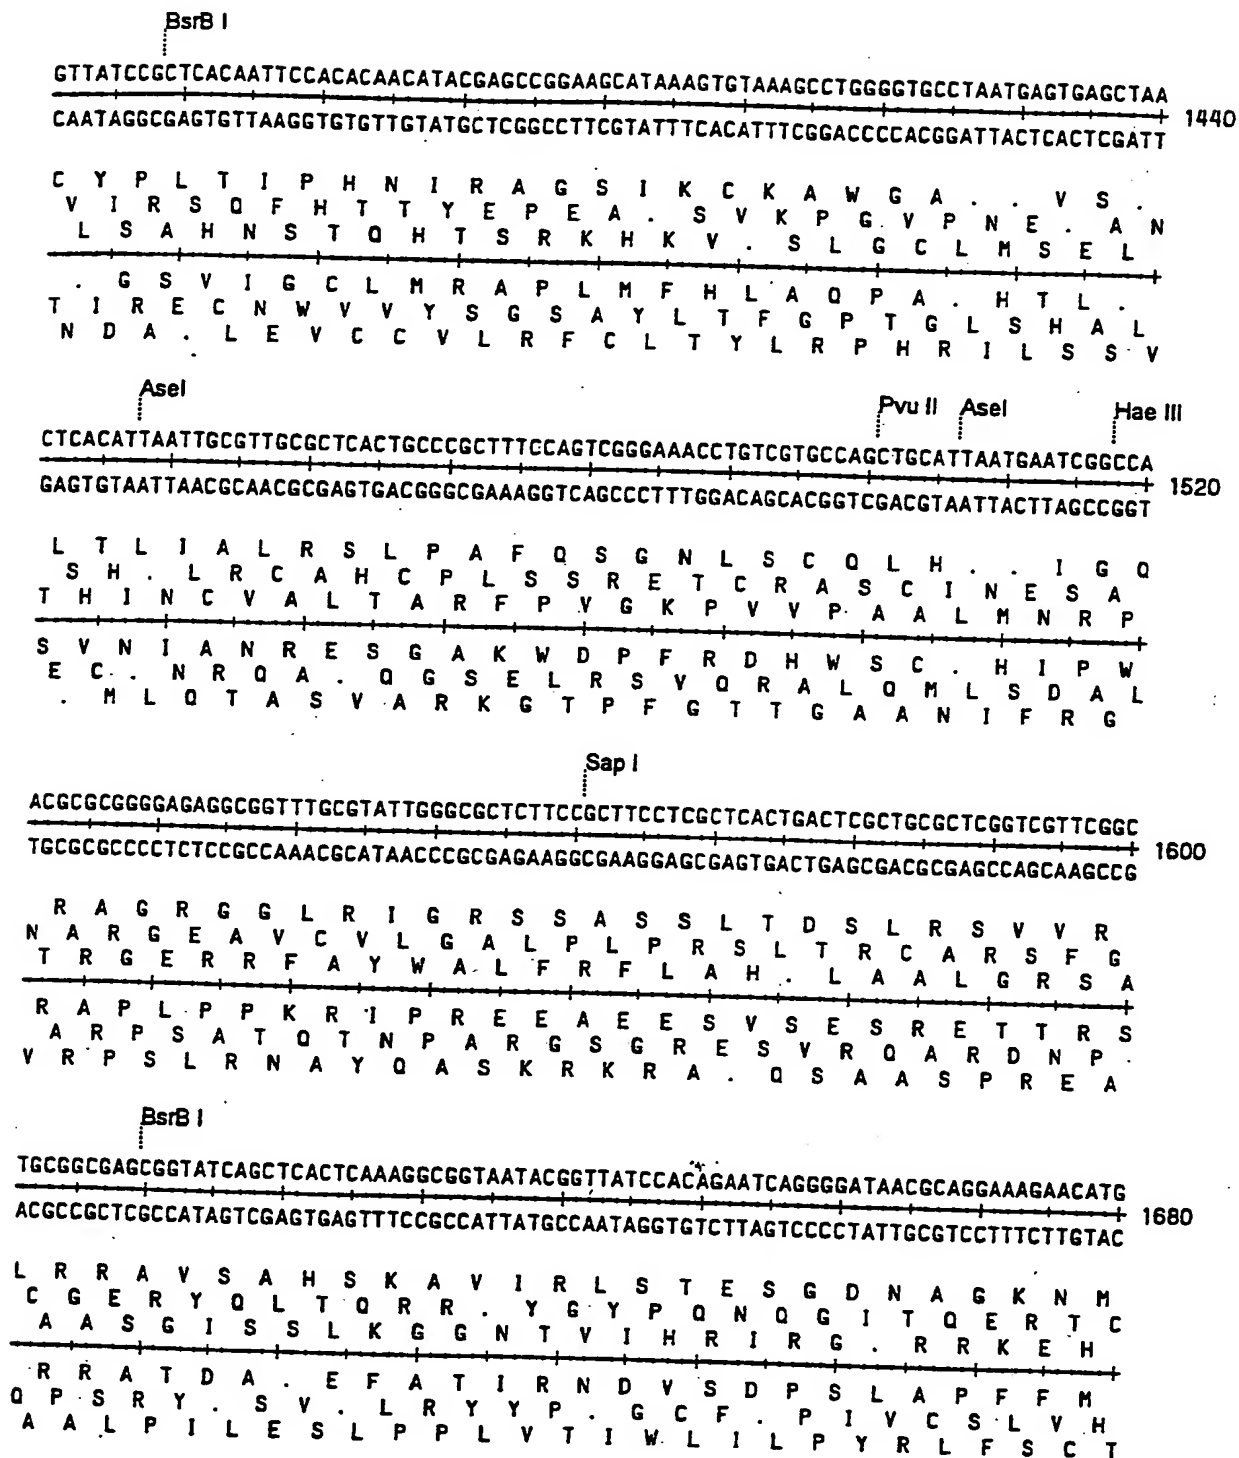 BsrB I
GTTATCCGCTCACAATTCCACACAACATACGAGCCGGAAGCATAAAGTGTAAAGCCTGGGGTGCCTAATGAGTGAGCTAA
1440
CAATAGGCGAGTGTTAAGGTGTGTTGTATGCTCGGCCTTCGTATTTCACATTTCGGACCCCACGGATTACTCACTCGATT
C Y P L T I P H N I R A G S I K C K A W G A . . V S .
V I R S Q F H T T Y E P E A . S V K P G V P N E . A N
L S A H N S T Q H T S R K H K V . S L G C L M S E L
. G S V I G C L M R A P L M F H L A Q P A . H T L .
T I R E C N W V V Y S G S A Y L T F G P T G L S H A L
N D A . L E V C C V L R F C L T Y L R P H R I L S S V
AseI Pvu II AseI Hae III
CTCACATTAATTGCGTTGCGCTCACTGCCCGCTTTCCAGTCGGGAAACCTGTCGTGCCAGCTGCATTAATGAATCGGCCA
1520
GAGTGTAATTAACGCAACGCGAGTGACGGGCGAAAGGTCAGCCCTTTGGACAGCACGGTCGACGTAATTACTTAGCCGGT
L T L I A L R S L P A F Q S G N L S C Q L H . . I G Q
S H . L R C A H C P L S S R E T C R A S C I N E S A
T H I N C V A L T A R F P V G K P V V P A A L M N R P
S V N I A N R E S G A K W D P F R D H W S C . H I P W
E C . N R Q A . Q G S E L R S V Q R A L Q M L S D A L
. M L Q T A S V A R K G T P F G T T G A A N I F R G
Sap I
ACGCGCGGGGAGAGGCGGTTTGCGTATTGGGCGCTCTTCCGCTTCCTCGCTCACTGACTCGCTGCGCTCGGTCGTTCGGC
1600
TGCGCGCCCCTCTCCGCCAAACGCATAACCCGCGAGAAGGCGAAGGAGCGAGTGACTGAGCGACGCGAGCCAGCAAGCCG
R A G R G G L R I G R S S A S S L T D S L R S V V R
N A R G E A V C V L G A L P L P R S L T R C A R S F G
T R G E R R F A Y W A L F R F L A H . L A A L G R S A
R A P L P P K R I P R E E A E E S V S E S R E T T R S
A R P S A T Q T N P A R G S G R E S V R Q A R D N P
V R P S L R N A Y Q A S K R K R A . Q S A A S P R E A
BsrB I
TGCGGCGAGCGGTATCAGCTCACTCAAAGGCGGTAATACGGTTATCCACAGAATCAGGGGATAACGCAGGAAAGAACATG
1680
ACGCCGCTCGCCATAGTCGAGTGAGTTTCCGCCATTATGCCAATAGGTGTCTTAGTCCCCTATTGCGTCCTTTCTTGTAC
L R R A V S A H S K A V I R L S T E S G D N A G K N M
C G E R Y Q L T Q R R . Y G Y P Q N Q G I T Q E R T C
A A S G I S S L K G G N T V I H R I R G . R R K E H
R R A T D A . E F A T I R N D V S D P S L A P F F M
Q P S R Y . S V . L R Y Y P . G C F . P I V C S L V H
A A L P I L E S L P P L V T I W L I L P Y R L F S C T